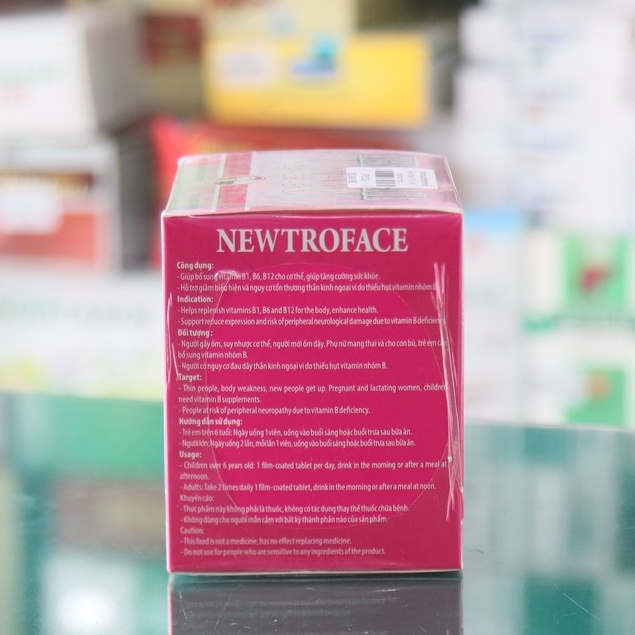 NEWTROFACE
Công dụng:
- Giúp bổ sung vitamin B1, B6, B12 cho cơ thể, giúp tăng cường sức khỏe.
- Hỗ trợ giảm biểu hiện và nguy cơ tổn thương thần kinh ngoại vi do thiếu hụt vitamin nhóm B.
Indication:
- Helps replenish vitamins B1, B6 and B12 for the body, enhance health.
- Support reduce expression and risk of peripheral neurological damage due to vitamin B deficiency
Đối tượng:
- Người gầy ốm, suy nhược cơ thể, người mới ốm dậy. Phụ nữ mang thai và cho con bú, trẻ em cần
bổ sung vitamin nhóm B.
- Người có nguy cơ đau dây thần kinh ngoại vi do thiếu hụt vitamin nhóm B.
Target:
- Thin people, body weakness, new people get up. Pregnant and lactating women, children
need vitamin B supplements.
- People at risk of peripheral neuropathy due to vitamin B deficiency.
Hướng dẫn sử dụng:
- Trẻ em trên 6 tuổi: Ngày uống 1 viên, uống vào buổi sáng hoặc buổi trưa sau bữa ăn.
- Người lớn: Ngày uống 2 lần, mỗi lần 1 viên, uống vào buổi sáng hoặc buổi trưa sau bữa ăn.
Usage:
- Children over 6 years old: 1 film-coated tablet per day, drink in the morning or after a meal at
afternoon.
- Adults: Take 2 times daily 1 film-coated tablet, drink in the morning or after a meal at noon.
Khuyến cáo:
- Thực phẩm này không phải là thuốc, không có tác dụng thay thế thuốc chữa bệnh.
- Không dùng cho người mẫn cảm với bất kỳ thành phần nào của sản phẩm.
Caution:
- This food is not a medicine, has no effect replacing medicine.
- Do not use for people who are sensitive to any ingredients of the product.